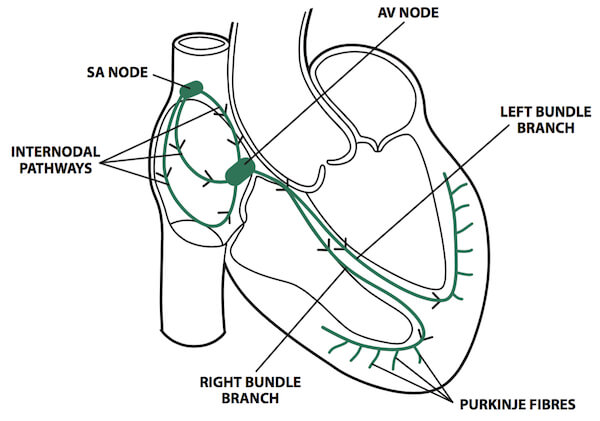 AV NODE
SA NODE
LEFT BUNDLE
BRANCH
INTERNODAL
PATHWAYS
RIGHT BUNDLE
BRANCH
PURKINJE FIBRES